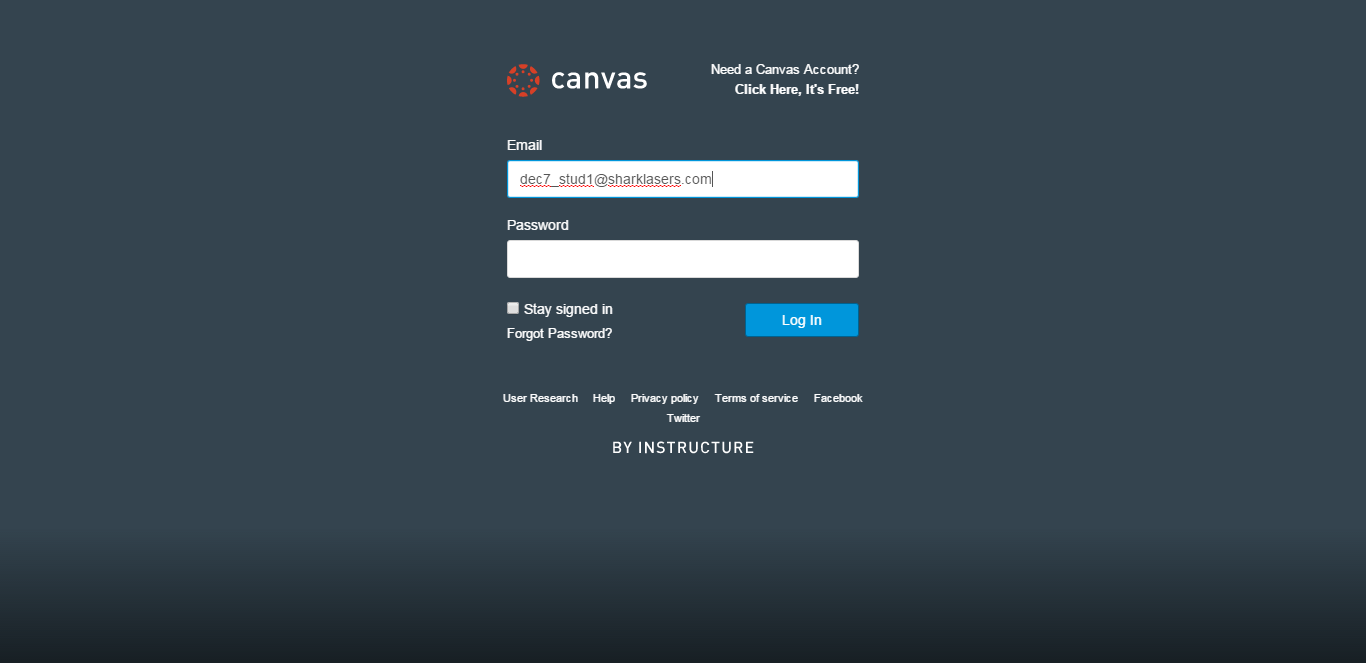 canvas
Need a Canvas Account?
Click Here, It's Free!
Email
dec7_stud1@sharklasers.com
Password
Stay signed in
Log In
Forgot Password?
User Research Help Privacy policy Terms of service Facebook
Twitter
BY INSTRUCTURE